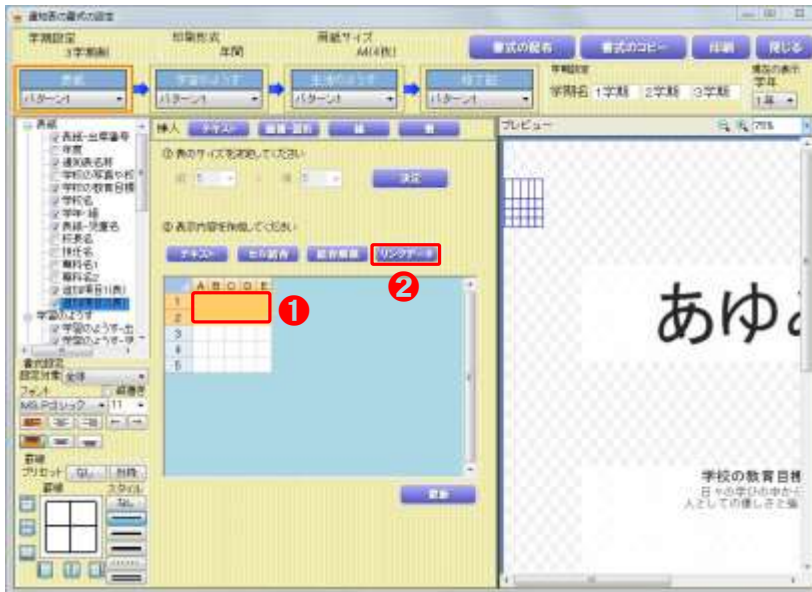 通知表の書式の設定
学期設定
3学期制
印刷形式
年間
用紙サイズ
A4(4枚)
書式の配布
書式のコピー
印刷
閉じる
表紙
パターン1
学習のようす
パターン1
生活のようす
パターン1
修了証
パターン1
学期設定
学期名 1学期 2学期 3学期
現在の表示
学年
1年
表紙
表紙-出席番号
年度
通知表名称
学校の写真や校
学校の教育目標
学校名
学年・組
表紙-児童名
校長名
担任名
専科名1
専科名2
追加項目1(表)
学習のようす
学習のようす-出
学習のようす-学
挿入 テキスト 画像・図形 線 表
① 表のサイズを決定してください
縦 5 × 横 5 決定
② 表示内容を作成してください
テキスト セル結合 結合解除 リンクデータ
❶
❷
A B C D E
1
2
3
4
5
更新
プレビュー
75%
あゆみ
学校の教育目標
日々の学びの中から
人としての優しさと強
書式設定
設定対象 全体
フォント 縦書き
MS Pゴシック 11
罫線
プリセット なし 削除
罫線 スタイル
なし